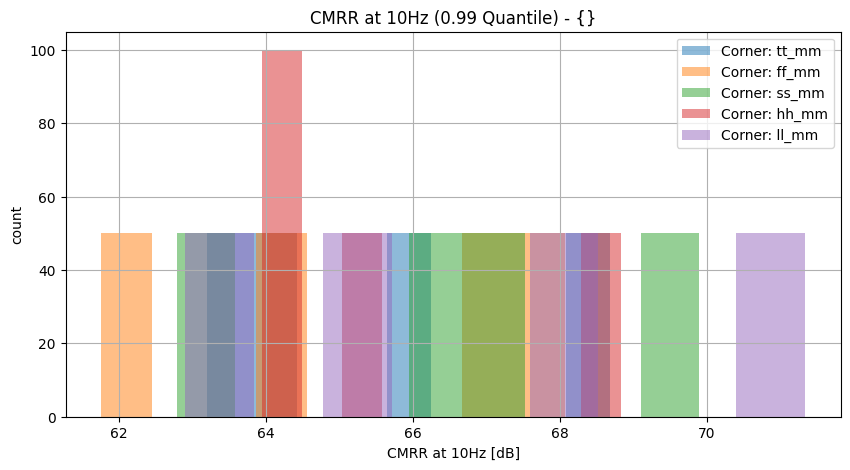 CMRR at 10Hz (0.99 Quantile) - {}
100
80
60
40
20
0
count
Corner: tt_mm
Corner: ff_mm
Corner: ss_mm
Corner: hh_mm
Corner: ll_mm
62 64 66 68 70
CMRR at 10Hz [dB]